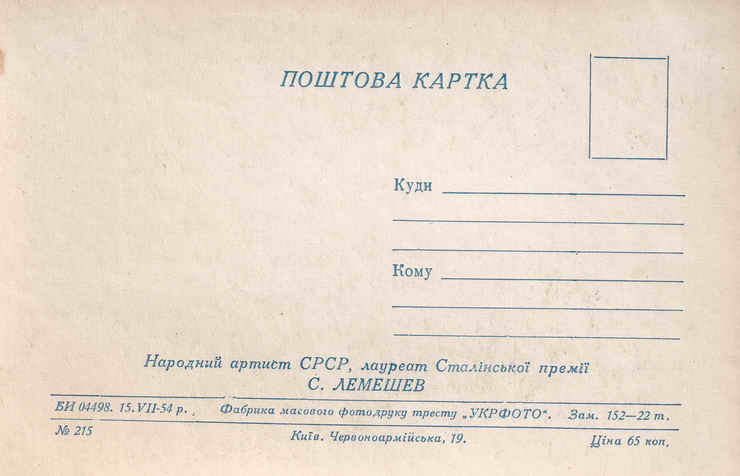 ПОШТОВА КАРТКА
Куди
Кому
Народний артист СРСР, лауреат Сталінської премії
С. ЛЕМЕШЕВ
БИ 04498. 15.VII-54 р. Фабрика масового фотодруку тресту „УКРФОТО". Зам. 152—22 т.
№ 215 Київ. Червоноармійська, 19. Ціна 65 коп.